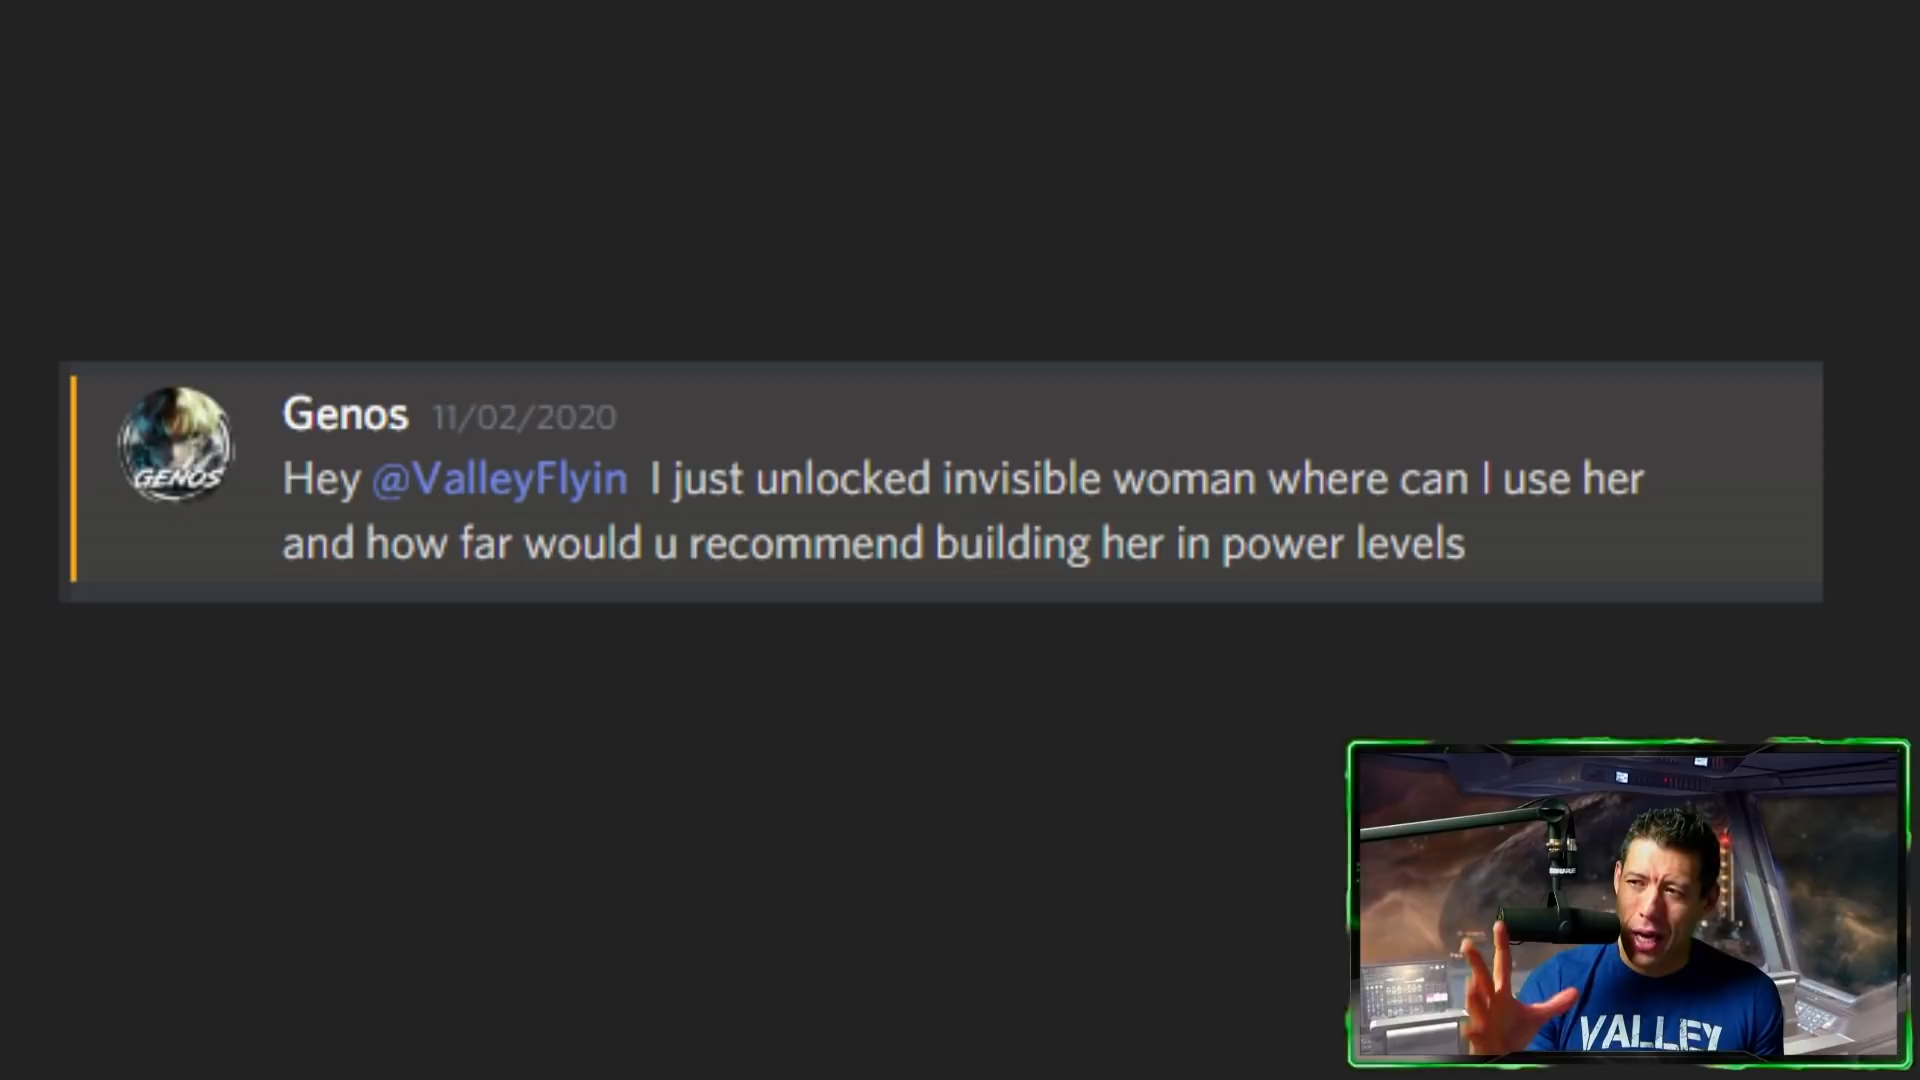 Genos 11/02/2020
Hey @ValleyFlyin I just unlocked invisible woman where can I use her
and how far would u recommend building her in power levels
GENOS
VALLEY